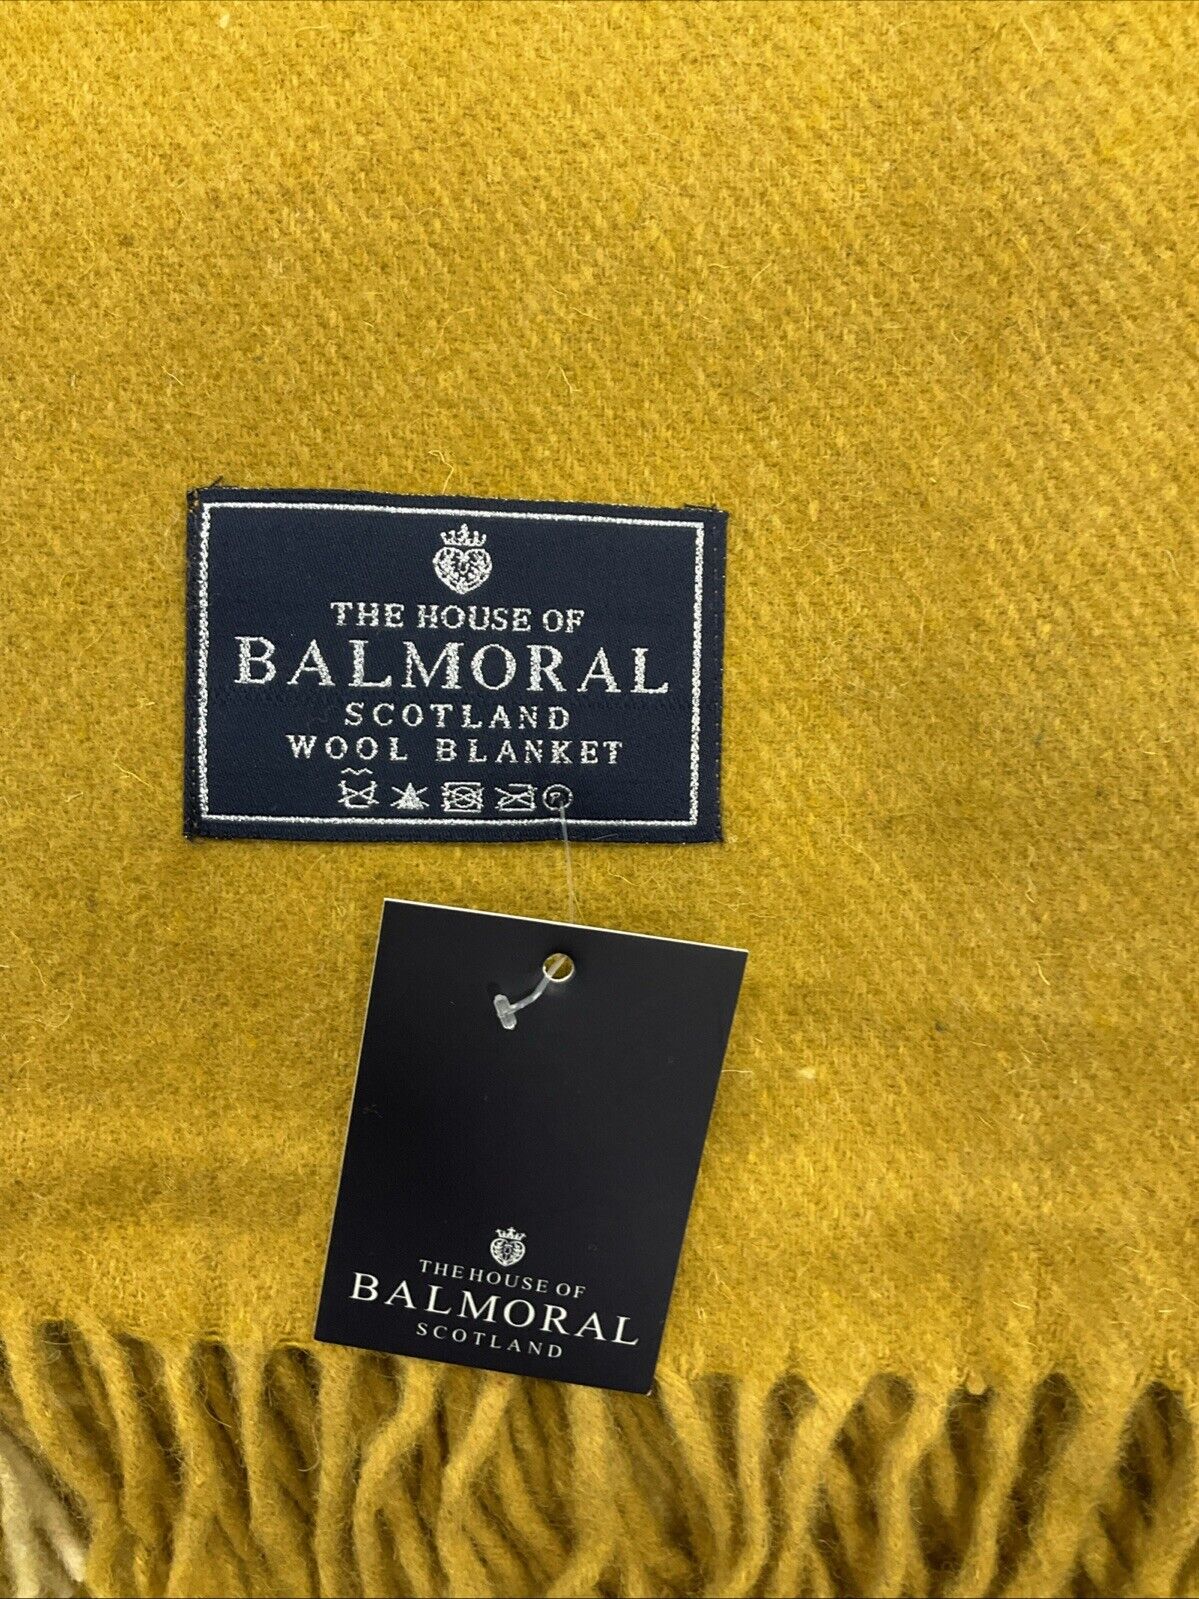 THE HOUSE OF
BALMORAL
SCOTLAND
WOOL BLANKET
P
THE HOUSE OF
BALMORAL
SCOTLAND